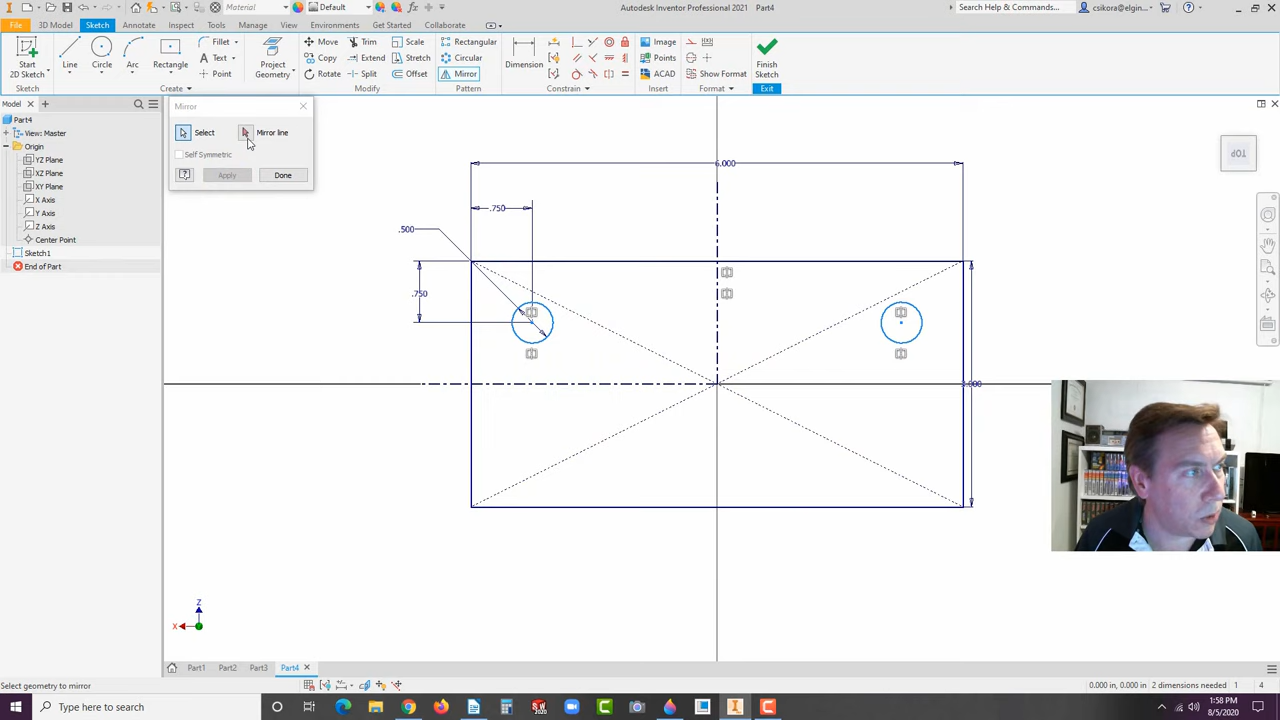 Material
Default
Autodesk Inventor Professional 2021 Part4
Search Help & Commands...
csikora@elgin...
File 3D Model Sketch Annotate Inspect Tools Manage View Environments Get Started Collaborate
Start
2D Sketch
Line
Circle
Arc
Rectangle
Fillet
Text
Point
Project
Geometry
Move
Copy
Rotate
Trim
Extend
Split
Scale
Stretch
Offset
Rectangular
Circular
Mirror
Dimension
Image
Points
ACAD
Show Format
Finish
Sketch
Sketch
Create
Modify
Pattern
Constrain
Insert
Format
Exit
Model
Part4
View: Master
Origin
YZ Plane
XZ Plane
XY Plane
X Axis
Y Axis
Z Axis
Center Point
Sketch1
End of Part
Mirror
Select
Mirror line
Self Symmetric
Apply
Done
6.000
.750
.500
.750
TOP
Z
X
Part1
Part2
Part3
Part4
Select geometry to mirror
0.000 in, 0.000 in
2 dimensions needed
1
4
Type here to search
1:58 PM
8/5/2020